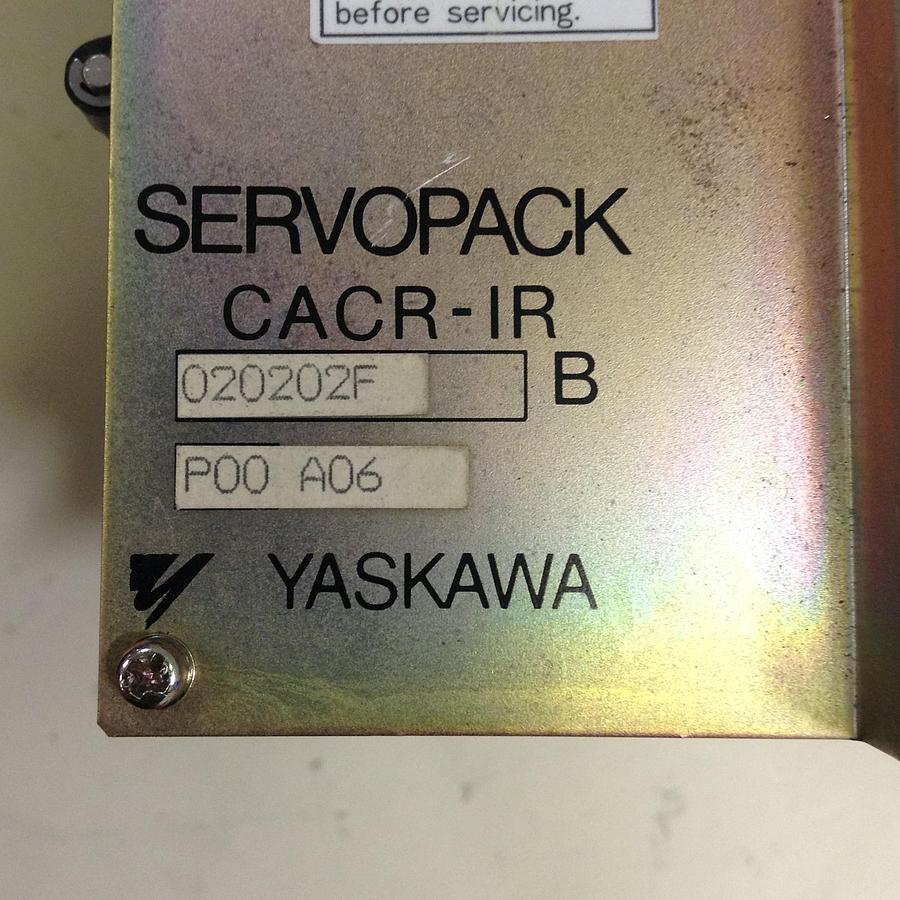 before servicing.
SERVOPACK
CACR-IR
020202F B
P00 A06
YASKAWA